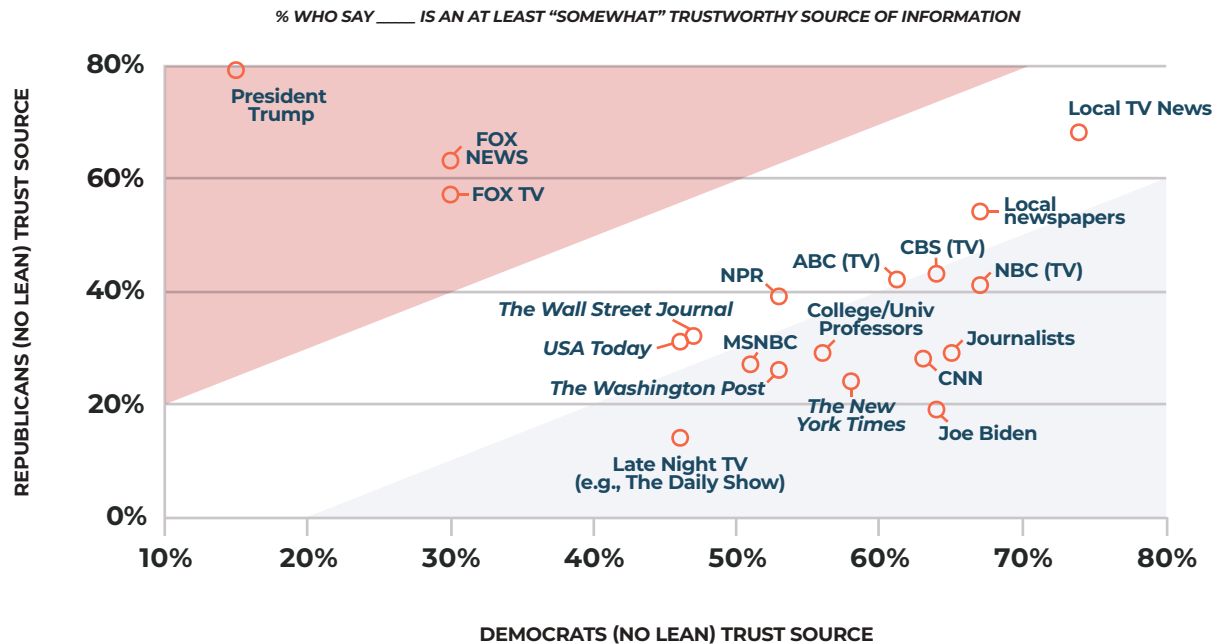 % WHO SAY ____ IS AN AT LEAST “SOMEWHAT” TRUSTWORTHY SOURCE OF INFORMATION
REPUBLICANS (NO LEAN) TRUST SOURCE
80%
60%
40%
20%
0%
President
Trump
FOX
NEWS
FOX TV
Local TV News
Local
newspapers
CBS (TV)
ABC (TV)
NBC (TV)
NPR
The Wall Street Journal
USA Today
College/Univ
Professors
MSNBC
Journalists
The Washington Post
CNN
The New
York Times
Joe Biden
Late Night TV
(e.g., The Daily Show)
10%
20%
30%
40%
50%
60%
70%
80%
DEMOCRATS (NO LEAN) TRUST SOURCE